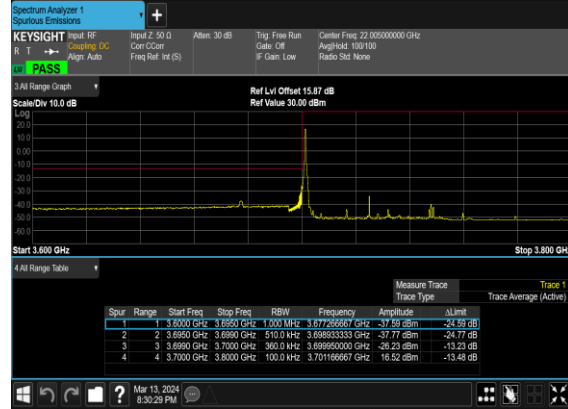 Spectrum Analyzer 1
Spurious Emissions
+
KEYSIGHT Input: RF Input Z: 50 Ω Atten: 30 dB Trig: Free Run Center Freq: 22.005000000 GHz
R T Coupling: DC Corr CCorr Gate: Off Avg|Hold: 100/100
Align: Auto Freq Ref: Int (S) IF Gain: Low Radio Std: None
PASS
3 All Range Graph
Ref Lvl Offset 15.87 dB
Scale/Div 10.0 dB Ref Value 30.00 dBm
Log
20.0
10.0
0.00
-10.0
-20.0
-30.0
-40.0
-50.0
-60.0
Start 3.600 GHz Stop 3.800 GHz
4 All Range Table
Measure Trace Trace 1
Trace Type Trace Average (Active)
Spur Range Start Freq Stop Freq RBW Frequency Amplitude ΔLimit
1 1 3.6000 GHz 3.6950 GHz 1.000 MHz 3.677266667 GHz -37.59 dBm -24.59 dB
2 2 3.6950 GHz 3.6990 GHz 510.0 kHz 3.698933333 GHz -37.77 dBm -24.77 dB
3 3 3.6990 GHz 3.7000 GHz 360.0 kHz 3.699950000 GHz -26.23 dBm -13.23 dB
4 4 3.7000 GHz 3.8000 GHz 100.0 kHz 3.701166667 GHz 16.52 dBm -13.48 dB
? Mar 13, 2024
8:30:29 PM